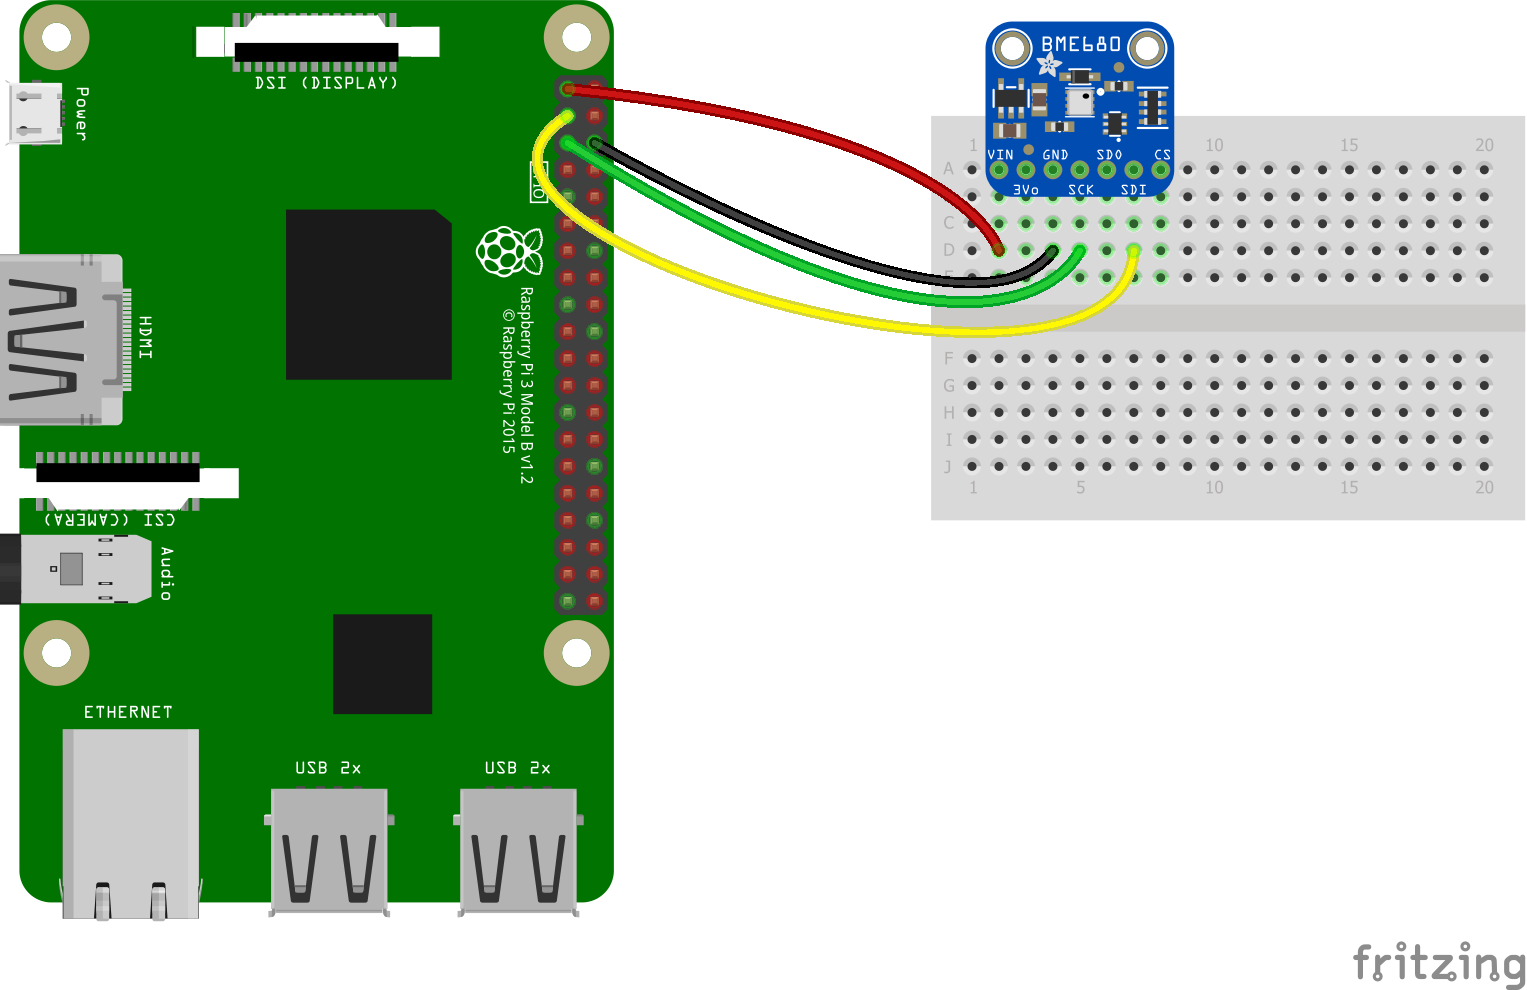 DSI (DISPLAY)
Power
HDMI
Raspberry Pi 3 Model B v1.2
© Raspberry Pi 2015
CSI (CAMERA)
Audio
ETHERNET
USB 2x
USB 2x
BME680
VIN
GND
SDO
CS
3Vo
SCK
SDI
1
10
15
20
A
C
D
F
G
H
I
J
1
5
10
15
20
fritzing